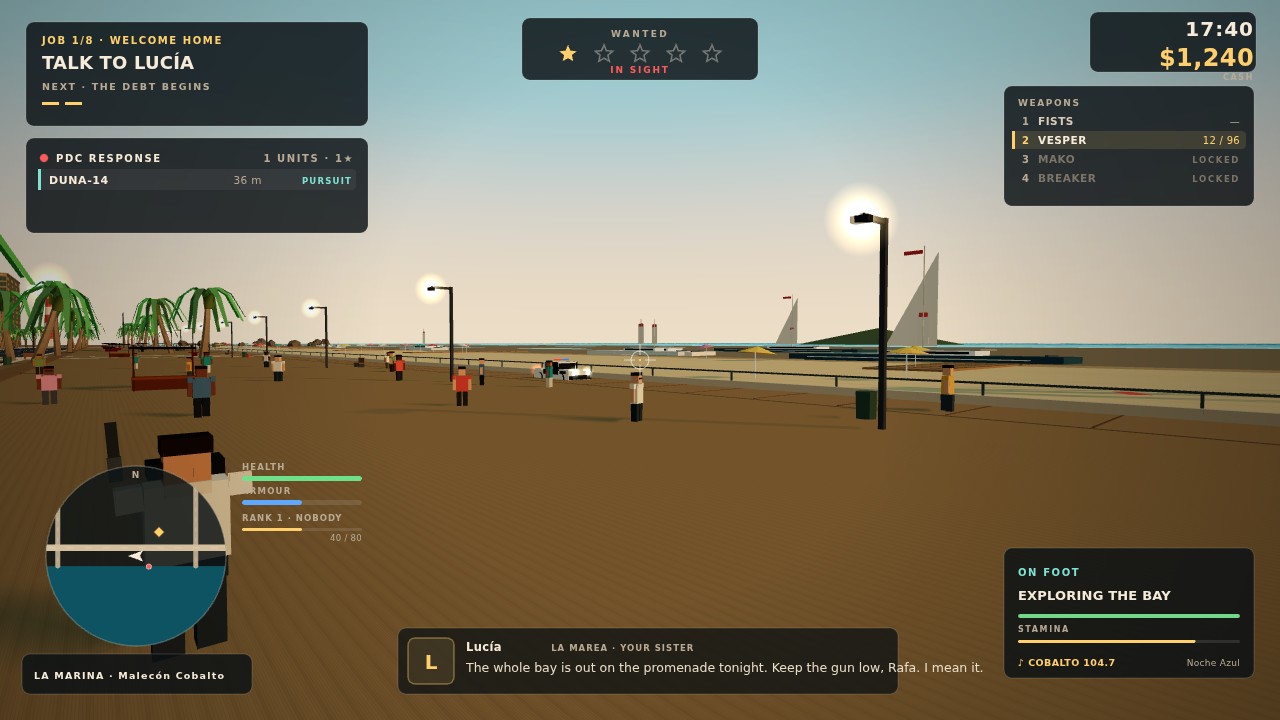 JOB 1/8 · WELCOME HOME
TALK TO LUCÍA
NEXT · THE DEBT BEGINS
PDC RESPONSE 1 UNITS · 1★
DUNA-14 36 m PURSUIT
WANTED
IN SIGHT
17:40
$1,240
CASH
WEAPONS
1 FISTS —
2 VESPER 12 / 96
3 MAKO LOCKED
4 BREAKER LOCKED
N
HEALTH
ARMOUR
RANK 1 · NOBODY
40 / 80
LA MARINA · Malecón Cobalto
L
Lucía LA MAREA · YOUR SISTER
The whole bay is out on the promenade tonight. Keep the gun low, Rafa. I mean it.
ON FOOT
EXPLORING THE BAY
STAMINA
♪ COBALTO 104.7 Noche Azul